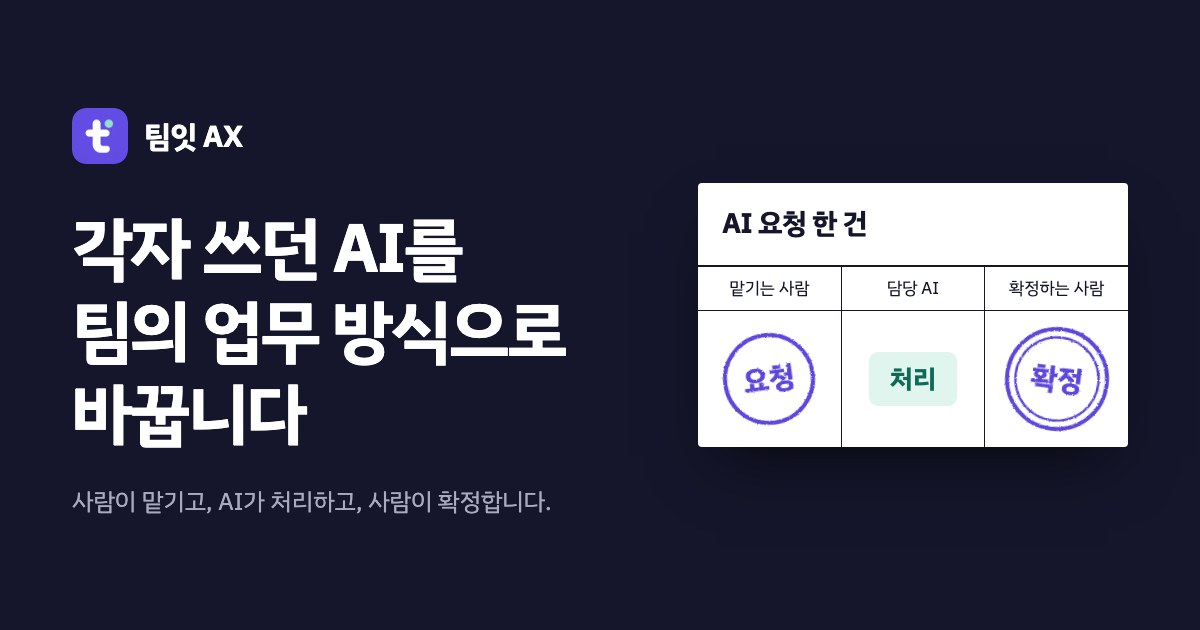 팀잇 AX
각자 쓰던 AI를
팀의 업무 방식으로
바꿉니다
사람이 맡기고, AI가 처리하고, 사람이 확정합니다.
AI 요청 한 건
맡기는 사람
담당 AI
확정하는 사람
요청
처리
확정